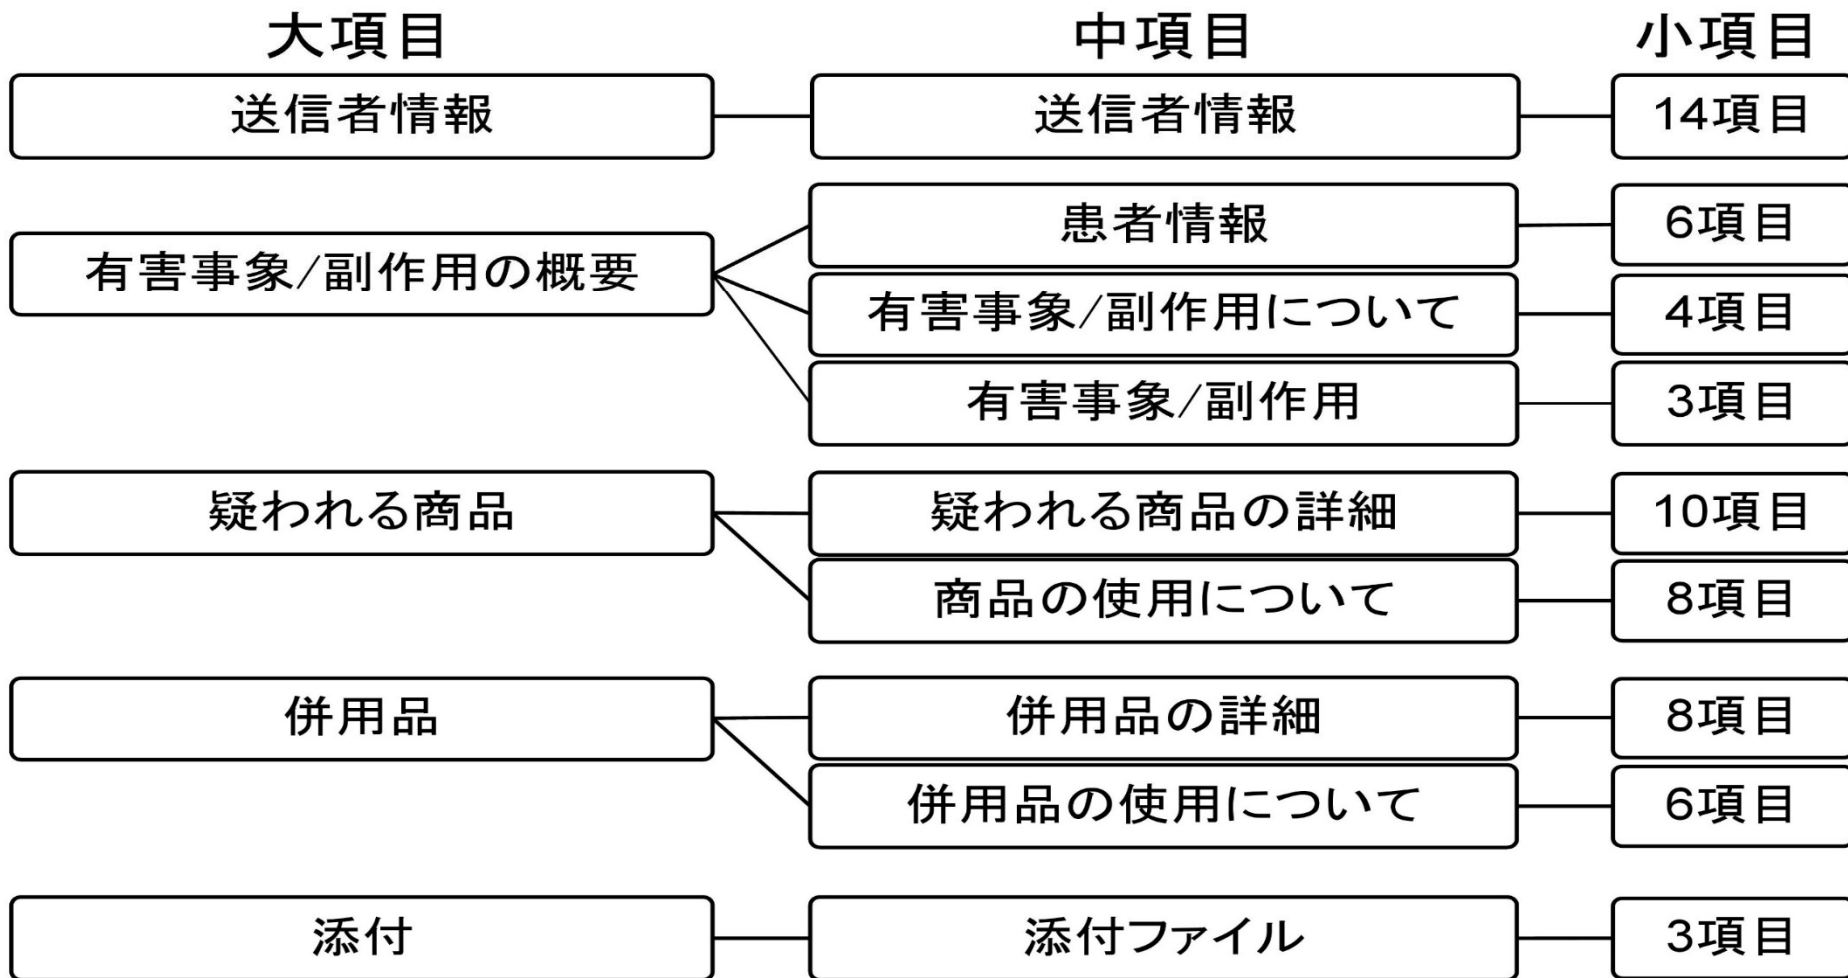 大項目 中項目 小項目
送信者情報 送信者情報 14項目
患者情報 6項目
有害事象/副作用の概要
有害事象/副作用について 4項目
有害事象/副作用 3項目
疑われる商品 疑われる商品の詳細 10項目
商品の使用について 8項目
併用品 併用品の詳細 8項目
併用品の使用について 6項目
添付 添付ファイル 3項目